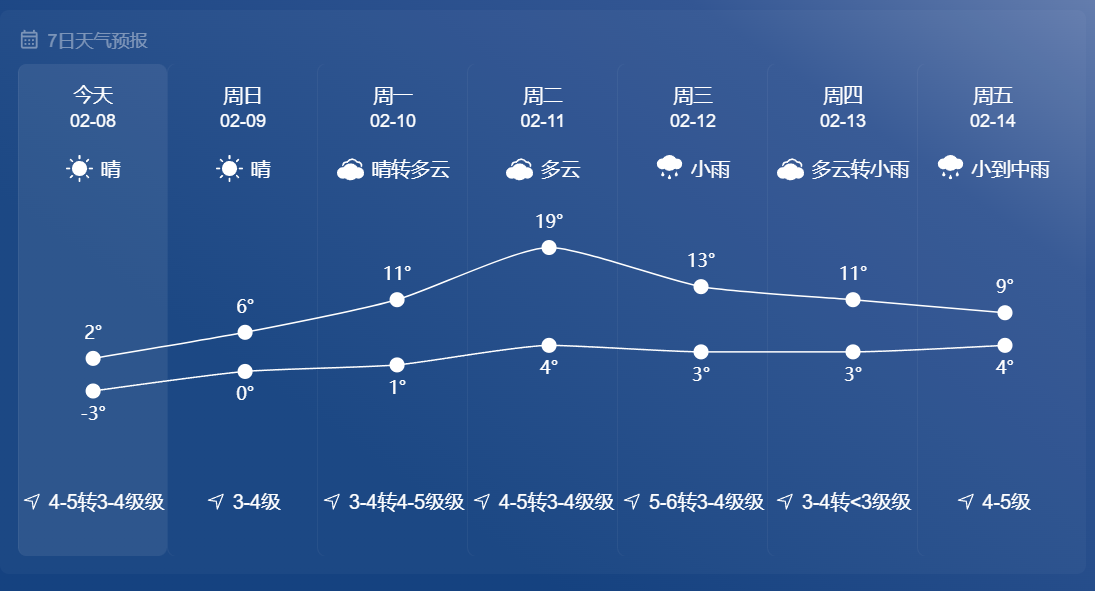 7日天气预报
今天 周日 周一 周二 周三 周四 周五
02-08 02-09 02-10 02-11 02-12 02-13 02-14
晴 晴 晴转多云 多云 小雨 多云转小雨 小到中雨
2° 6° 11° 19° 13° 11° 9°
-3° 0° 1° 4° 3° 3° 4°
4-5转3-4级级 3-4级 3-4转4-5级级 4-5转3-4级级 5-6转3-4级级 3-4转<3级级 4-5级